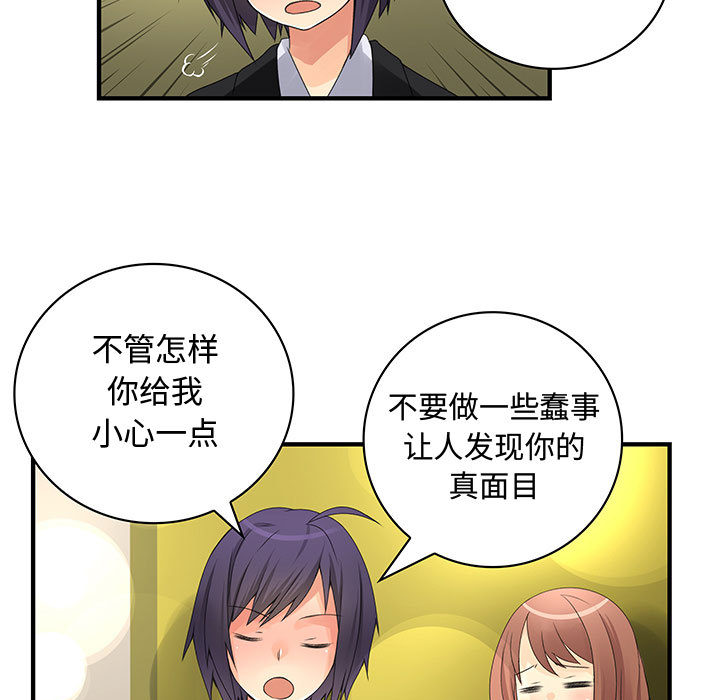 不管怎样
你给我
小心一点
不要做一些蠢事
让人发现你的
真面目